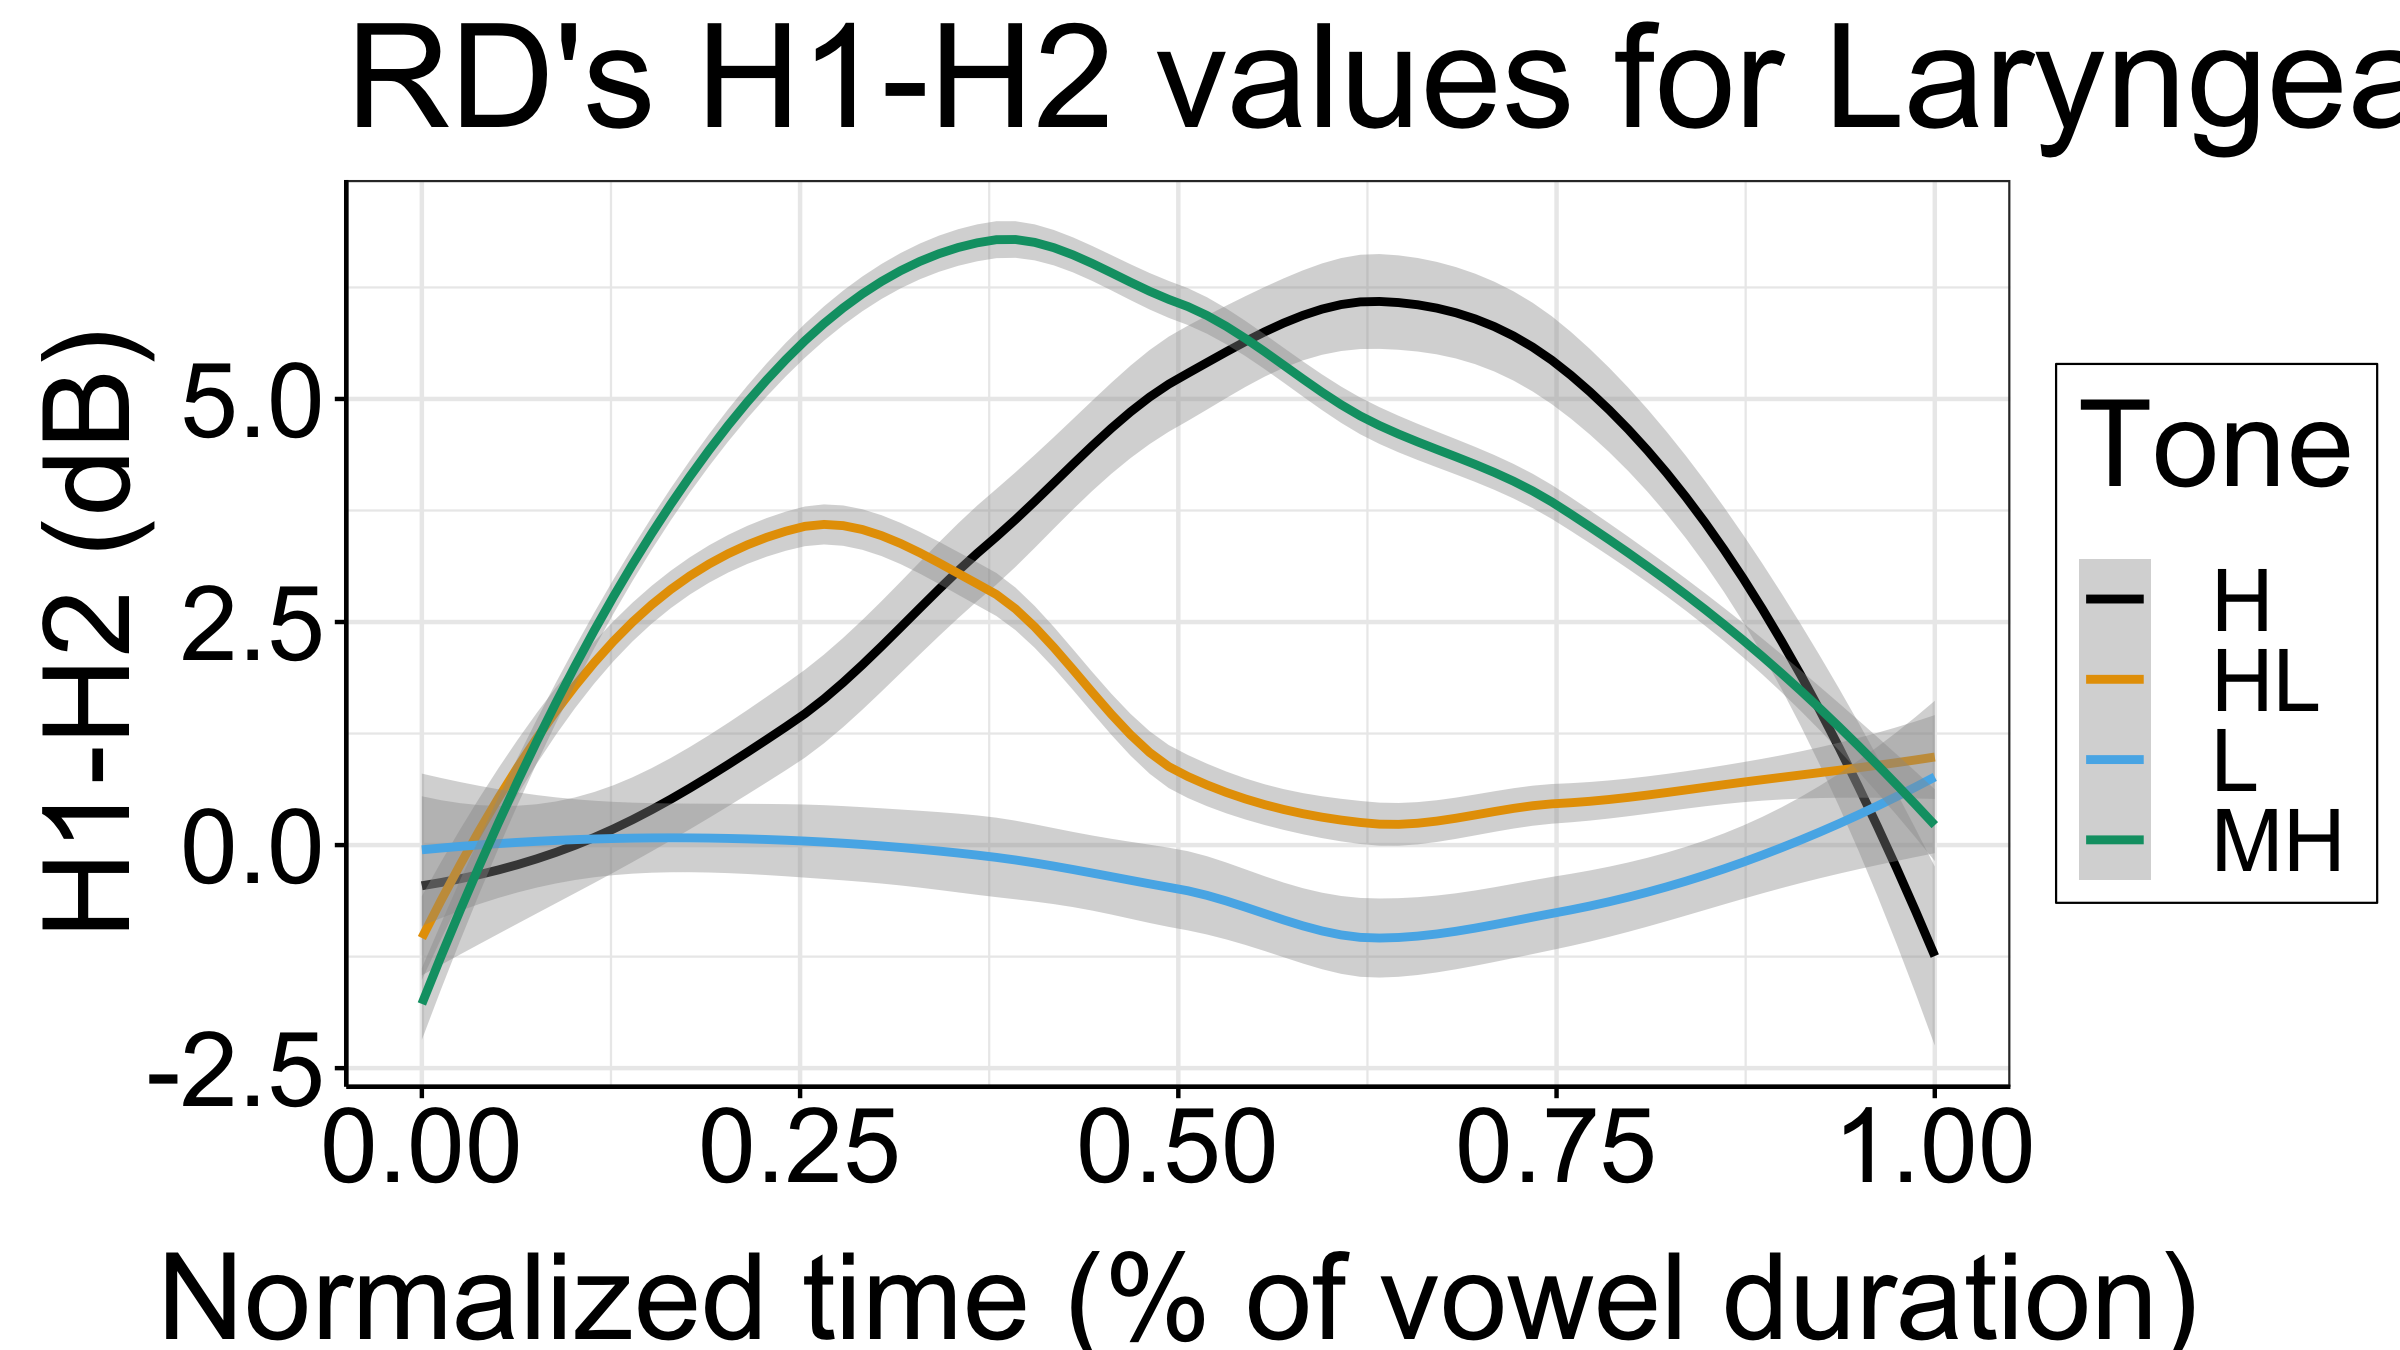 RD's H1-H2 values for Larynge
H1-H2 (dB)
5.0
2.5
0.0
-2.5
0.00 0.25 0.50 0.75 1.00
Normalized time (% of vowel duration)
Tone
H
HL
L
MH